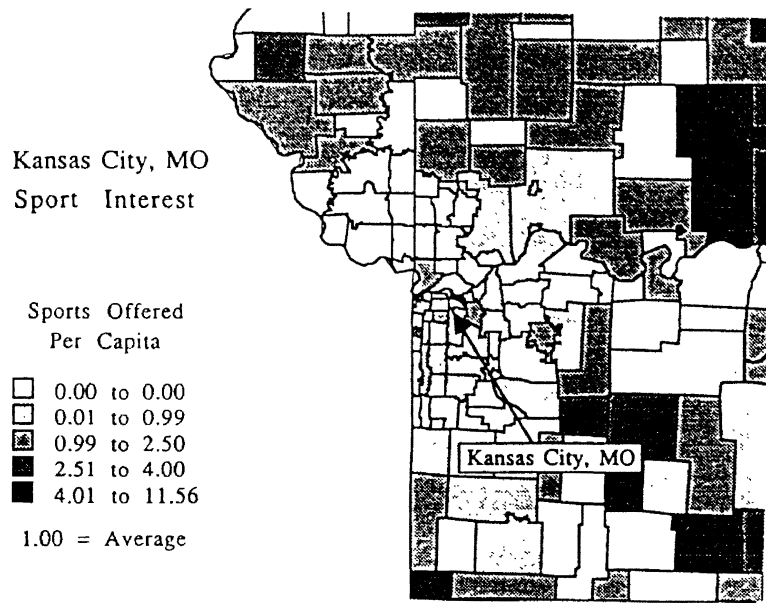 Kansas City, MO
Sport Interest
Sports Offered
Per Capita
0.00 to 0.00
0.01 to 0.99
0.99 to 2.50
2.51 to 4.00
4.01 to 11.56
1.00 = Average
Kansas City, MO